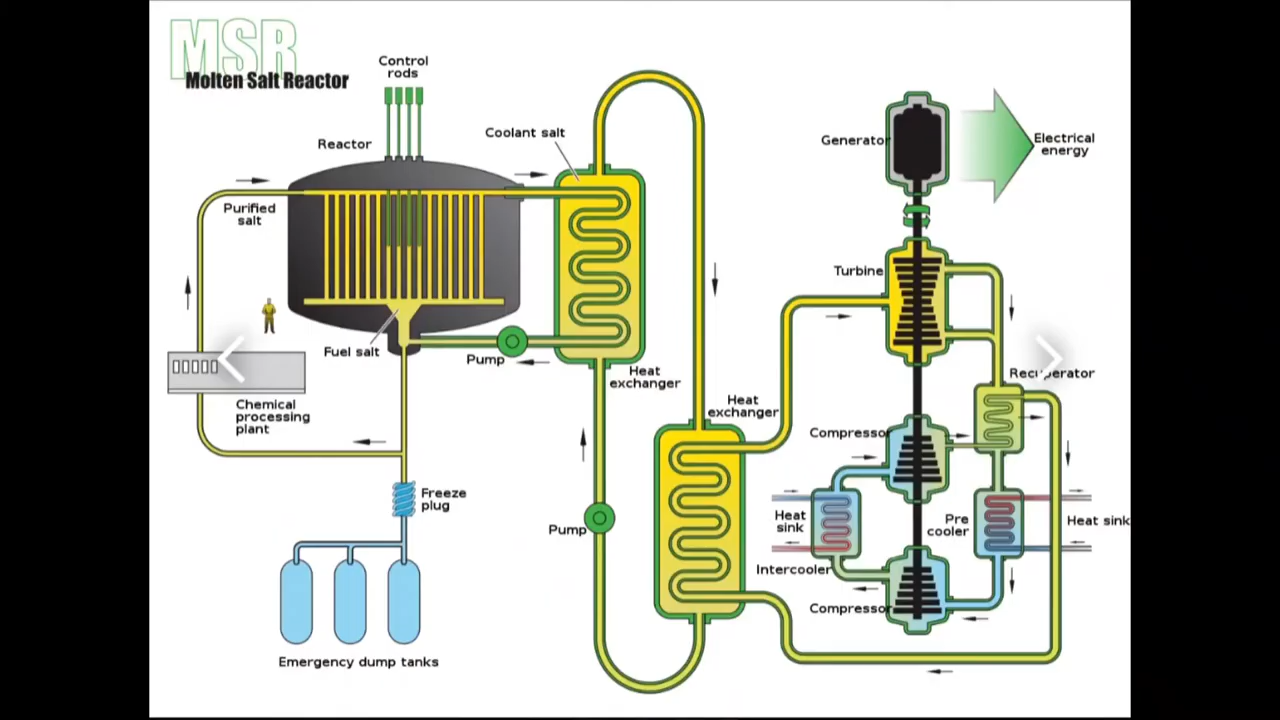 MSR
Molten Salt Reactor
Control
rods
Reactor
Coolant salt
Purified
salt
Fuel salt
Pump
Heat
exchanger
Chemical
processing
plant
Freeze
plug
Emergency dump tanks
Pump
Heat
exchanger
Generator
Electrical
energy
Turbine
Recuperator
Compressor
Heat
sink
Pre
cooler
Heat sink
Intercooler
Compressor